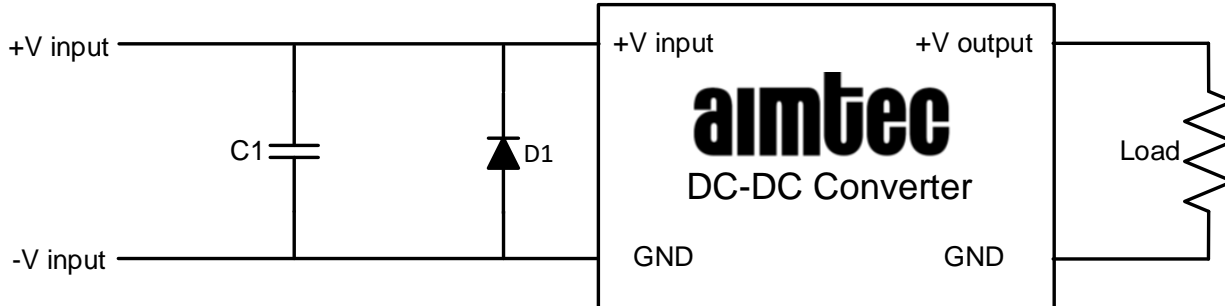 +V input
+V input
+V output
aimtec
C1
D1
Load
DC-DC Converter
-V input
GND
GND